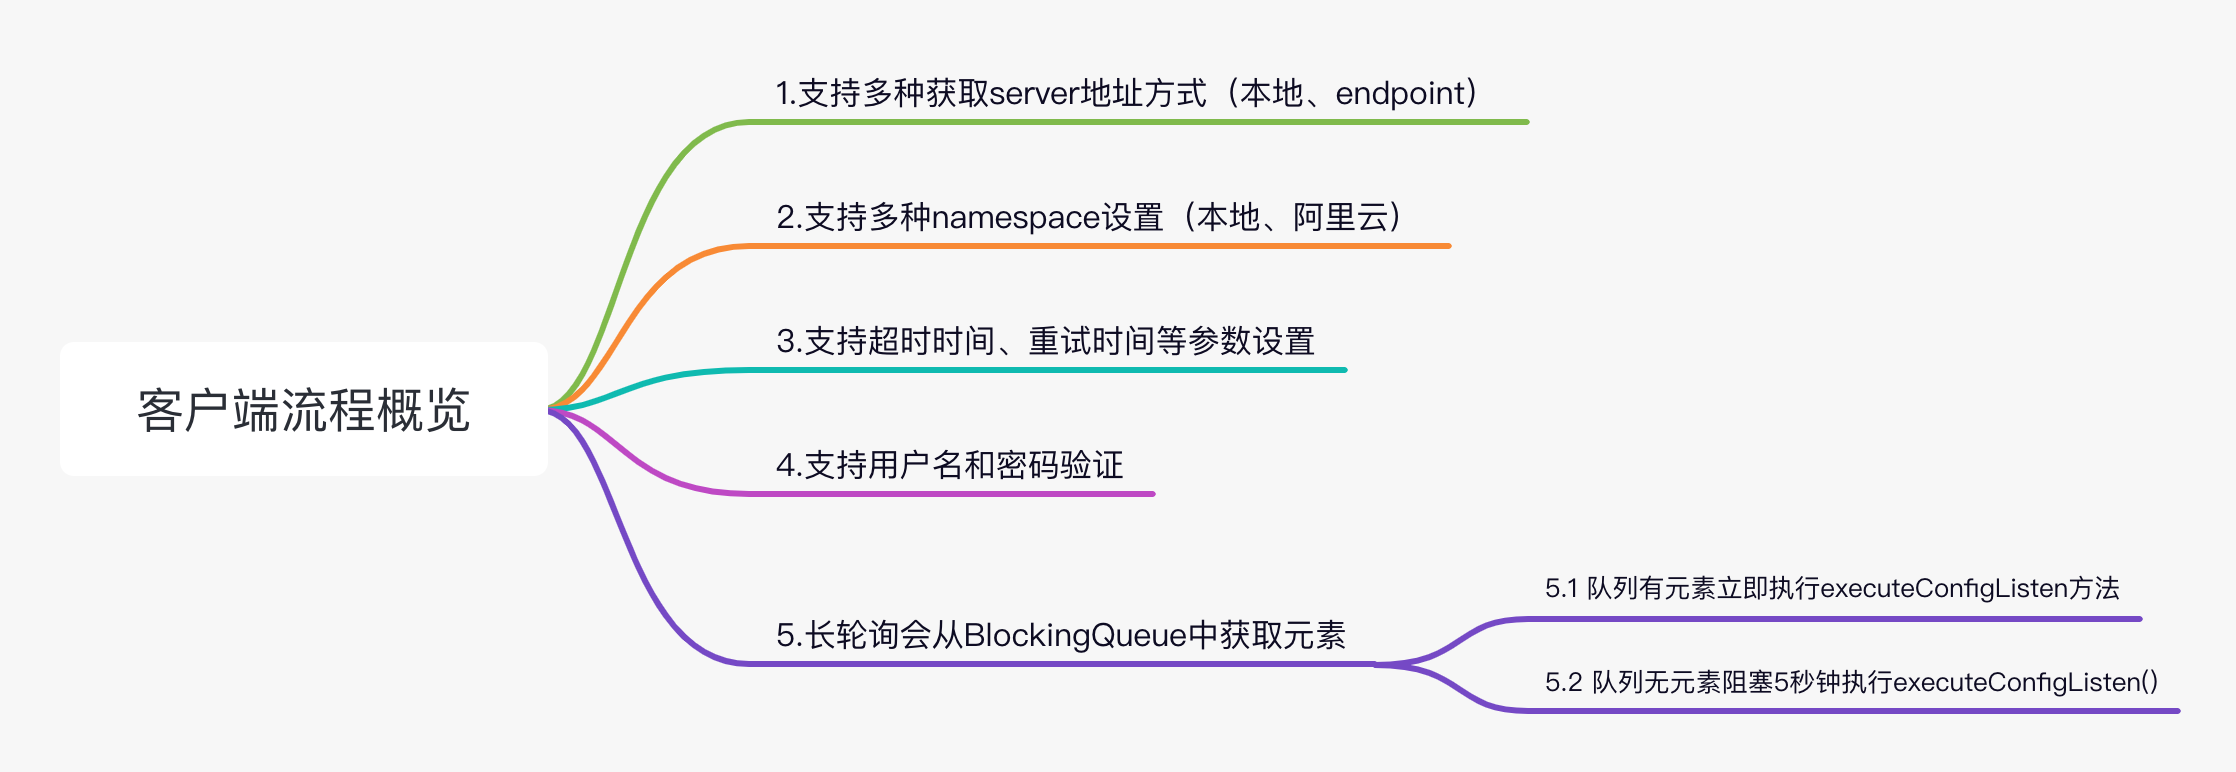 客户端流程概览
1.支持多种获取server地址方式（本地、endpoint）
2.支持多种namespace设置（本地、阿里云）
3.支持超时时间、重试时间等参数设置
4.支持用户名和密码验证
5.长轮询会从BlockingQueue中获取元素
5.1 队列有元素立即执行executeConfigListen方法
5.2 队列无元素阻塞5秒钟执行executeConfigListen()